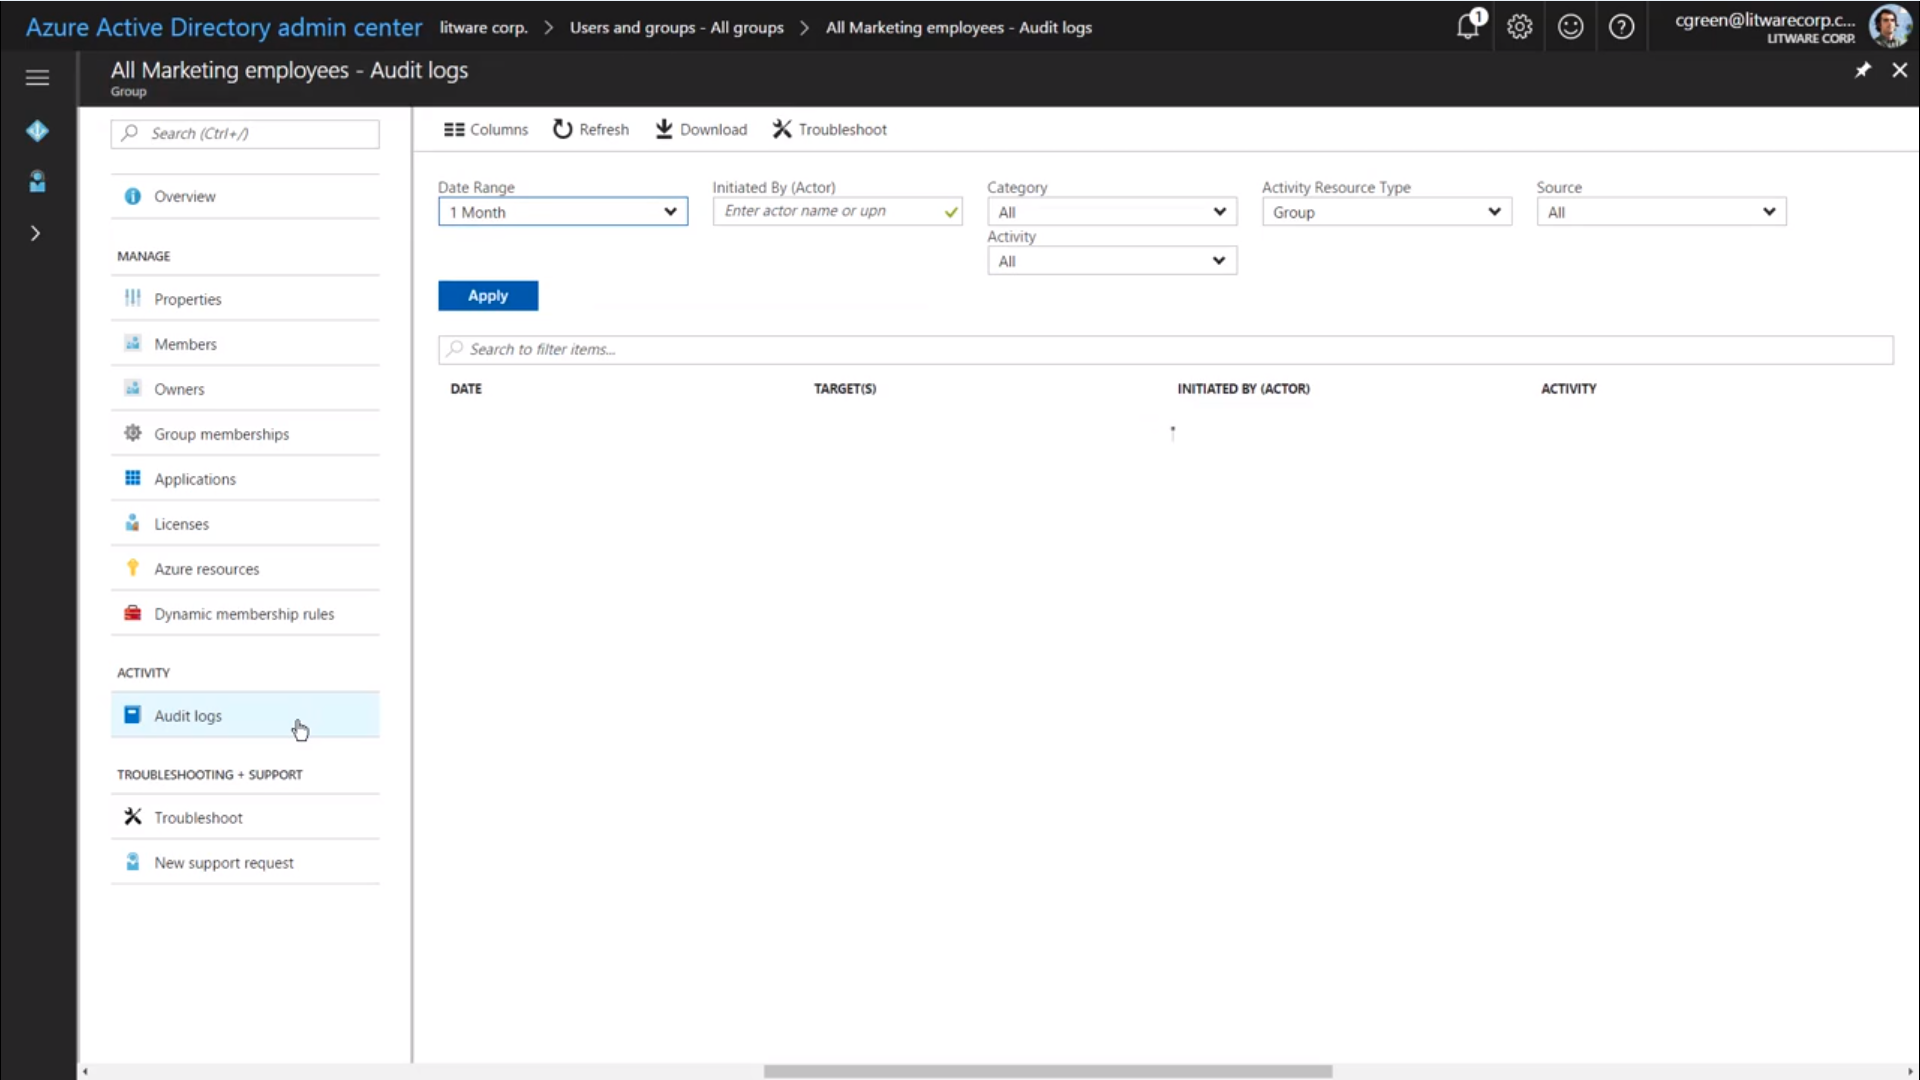 Azure Active Directory admin center litware corp. > Users and groups - All groups > All Marketing employees - Audit logs
1
cgreen@litwarecorp.c...
LITWARE CORP.
All Marketing employees - Audit logs
Group
Search (Ctrl+/)
Overview
MANAGE
Properties
Members
Owners
Group memberships
Applications
Licenses
Azure resources
Dynamic membership rules
ACTIVITY
Audit logs
TROUBLESHOOTING + SUPPORT
Troubleshoot
New support request
Columns Refresh Download Troubleshoot
Date Range Initiated By (Actor) Category Activity Resource Type Source
1 Month Enter actor name or upn All Group All
Activity
All
Apply
Search to filter items...
DATE TARGET(S) INITIATED BY (ACTOR) ACTIVITY